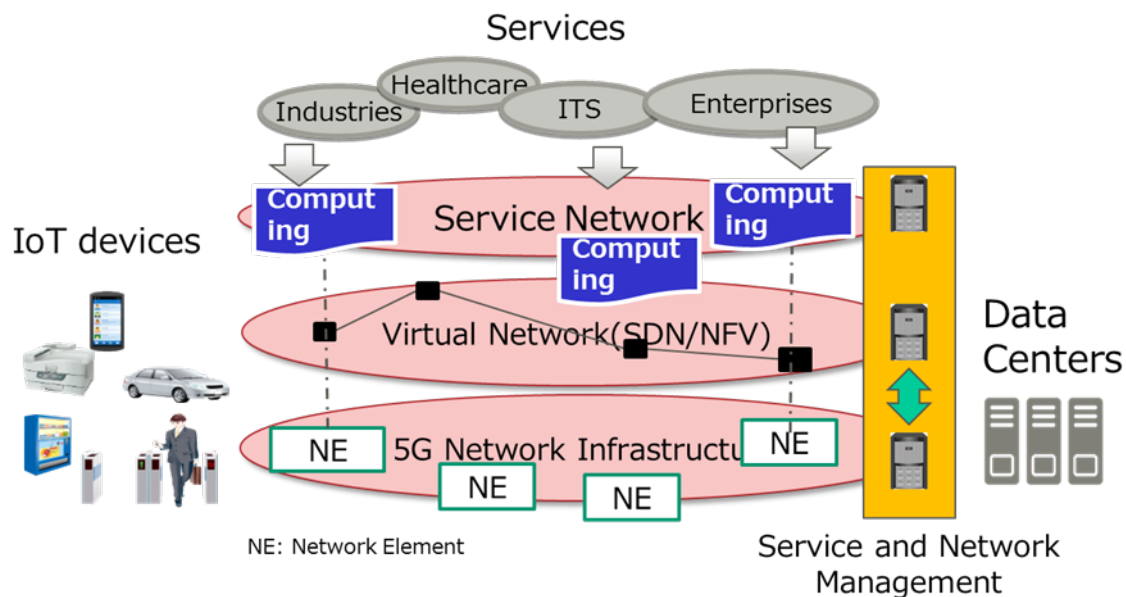 Services
Healthcare
Industries
ITS
Enterprises
Comput
ing
Service Network
Comput
ing
Comput
ing
IoT devices
Virtual Network(SDN/NFV)
Data
Centers
NE
5G Network Infrastructu
NE
NE
NE
NE: Network Element
Service and Network
Management